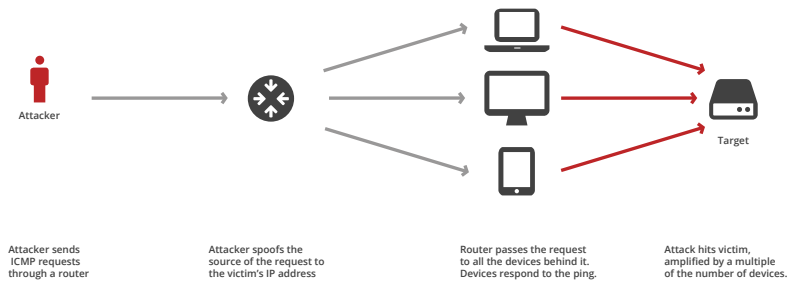 Attacker
Target
Attacker sends
ICMP requests
through a router
Attacker spoofs the
source of the request to
the victim's IP address
Router passes the request
to all the devices behind it.
Devices respond to the ping.
Attack hits victim,
amplified by a multiple
of the number of devices.